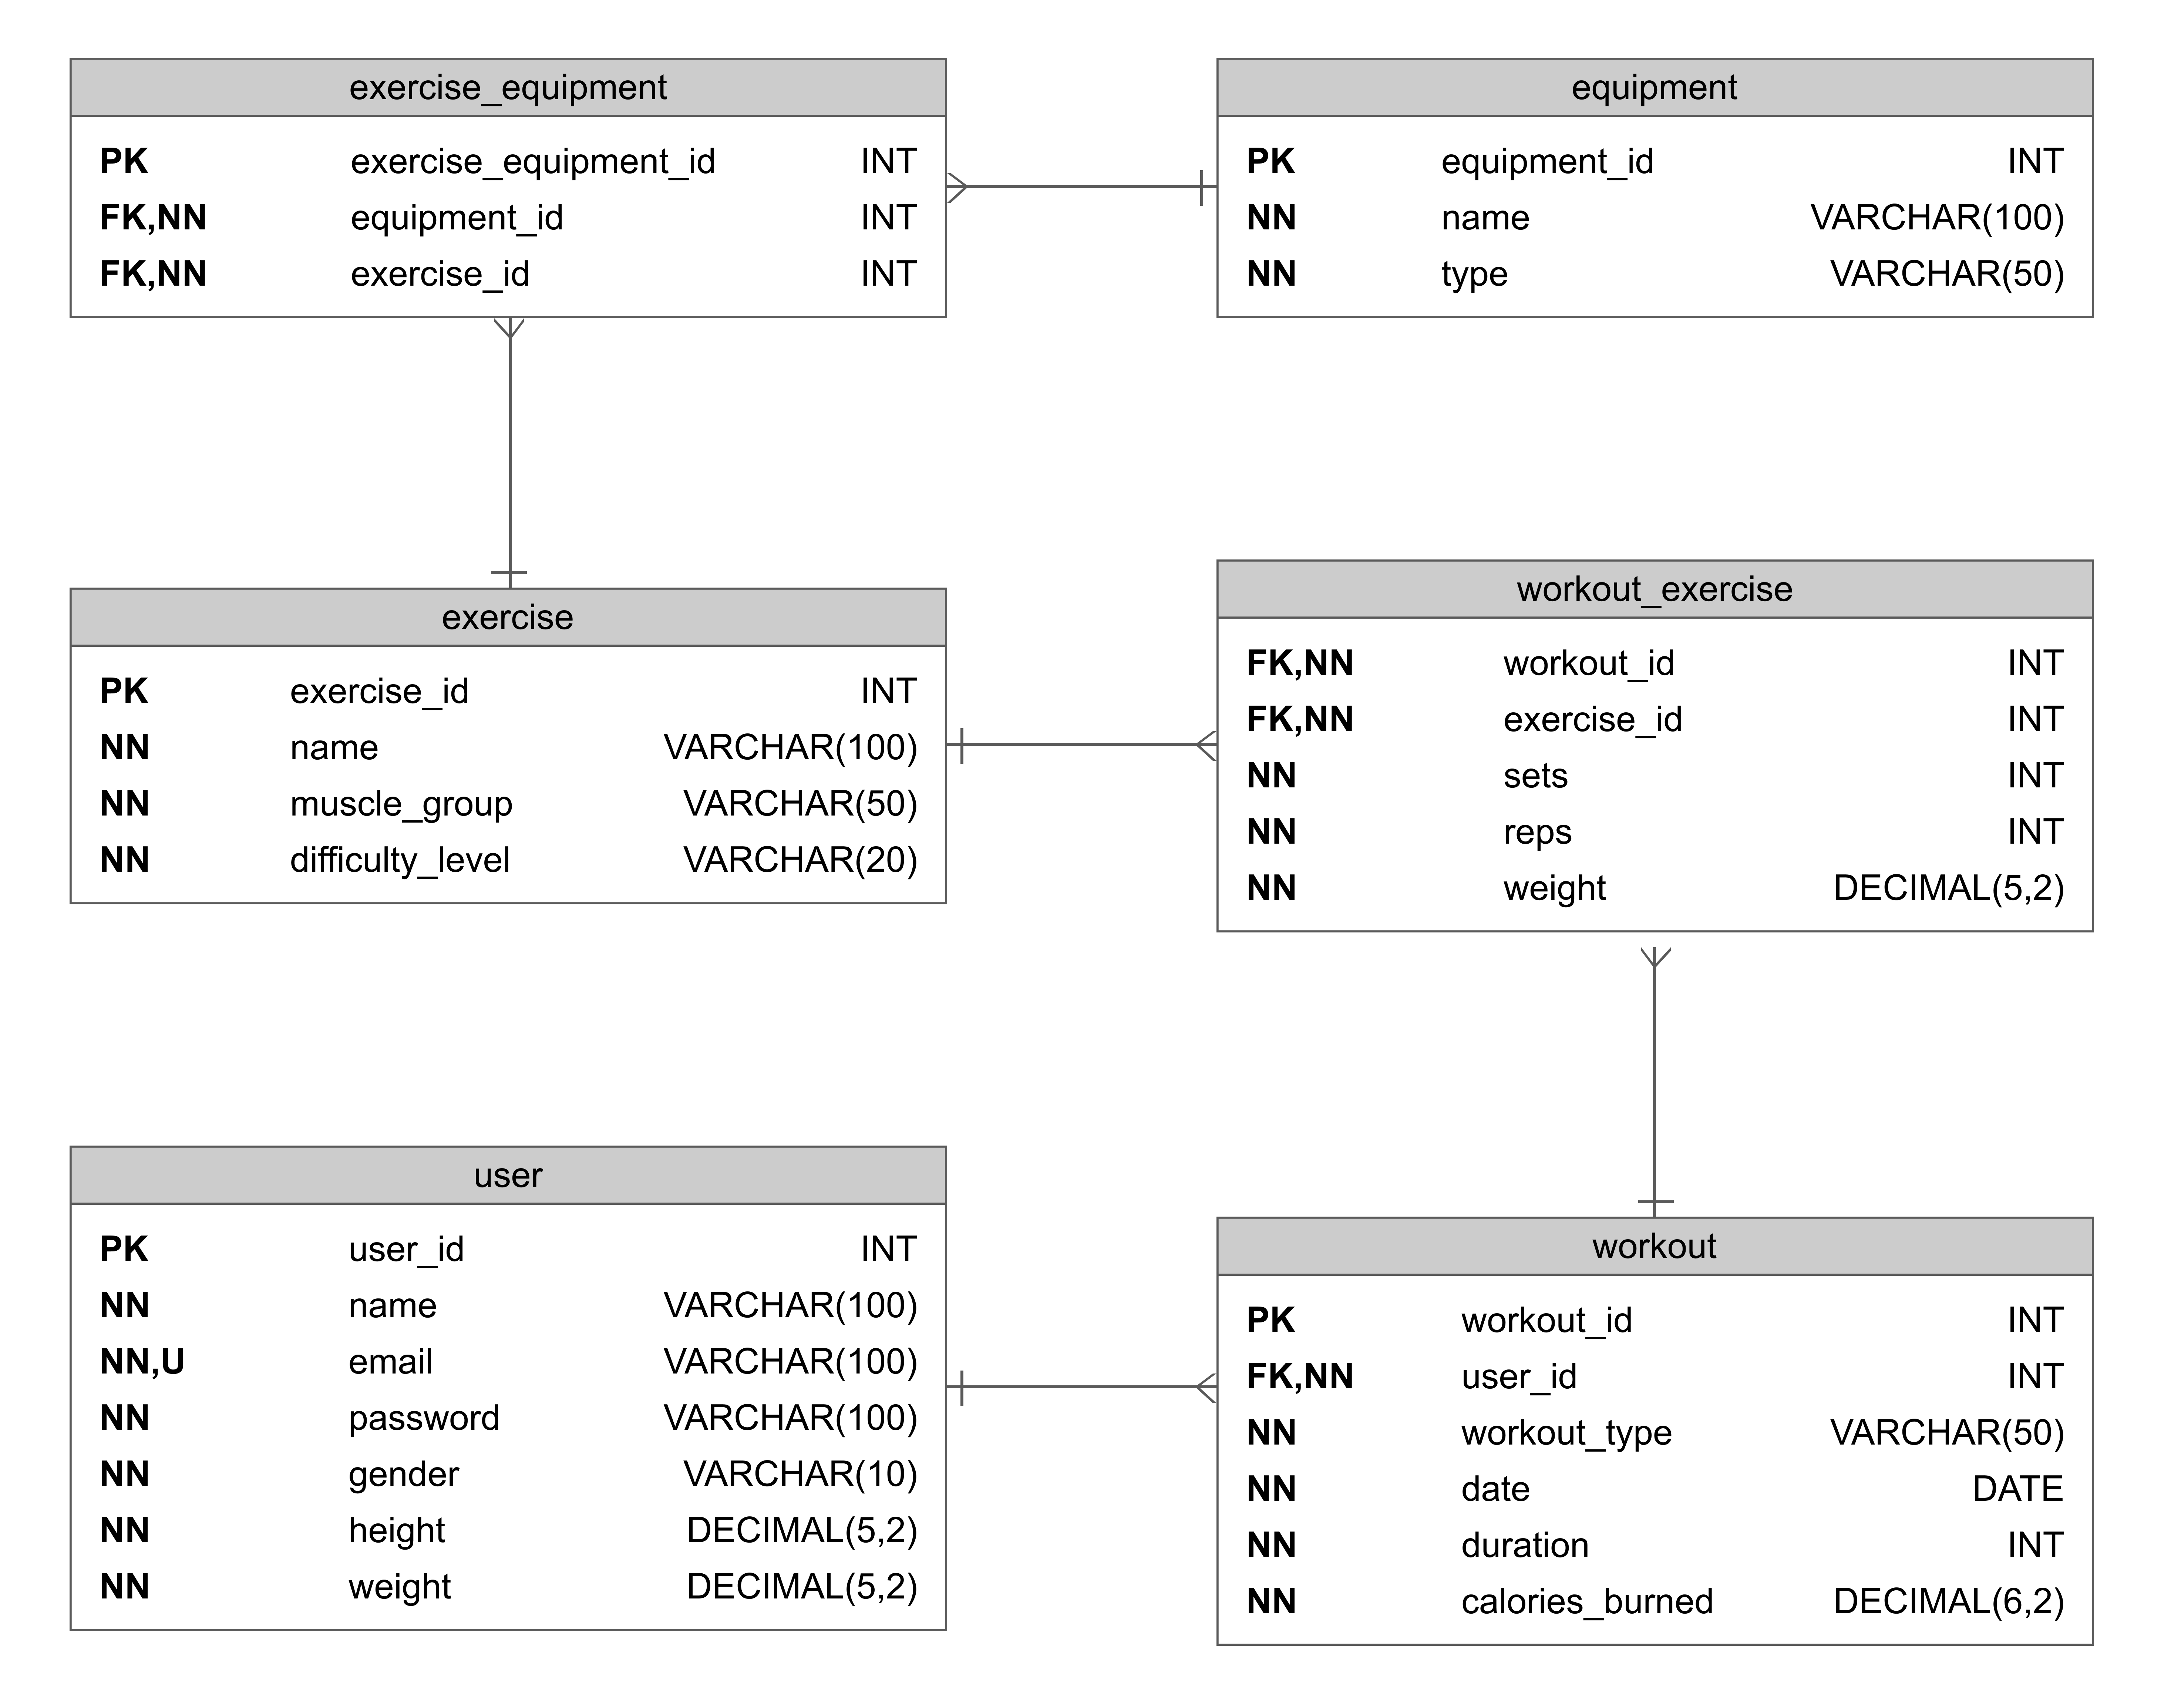 exercise_equipment
PK exercise_equipment_id INT
FK,NN equipment_id INT
FK,NN exercise_id INT
equipment
PK equipment_id INT
NN name VARCHAR(100)
NN type VARCHAR(50)
exercise
PK exercise_id INT
NN name VARCHAR(100)
NN muscle_group VARCHAR(50)
NN difficulty_level VARCHAR(20)
workout_exercise
FK,NN workout_id INT
FK,NN exercise_id INT
NN sets INT
NN reps INT
NN weight DECIMAL(5,2)
user
PK user_id INT
NN name VARCHAR(100)
NN,U email VARCHAR(100)
NN password VARCHAR(100)
NN gender VARCHAR(10)
NN height DECIMAL(5,2)
NN weight DECIMAL(5,2)
workout
PK workout_id INT
FK,NN user_id INT
NN workout_type VARCHAR(50)
NN date DATE
NN duration INT
NN calories_burned DECIMAL(6,2)